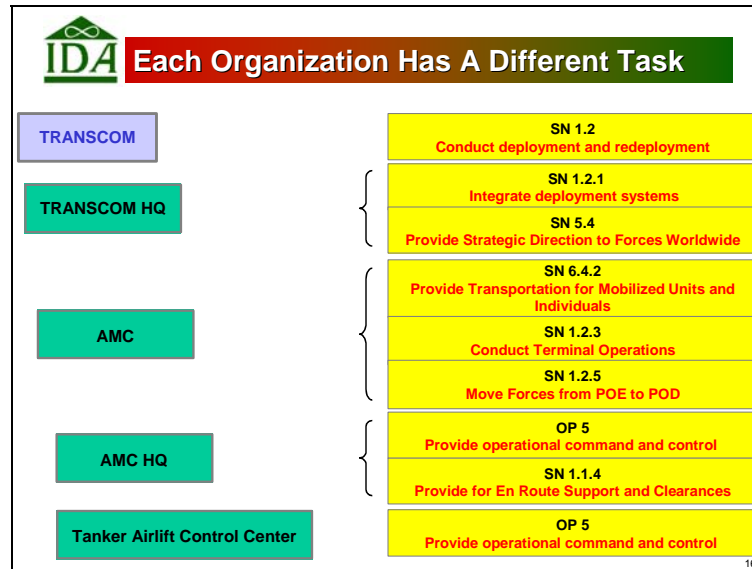 IDA
Each Organization Has A Different Task
TRANSCOM
SN 1.2
Conduct deployment and redeployment
TRANSCOM HQ
SN 1.2.1
Integrate deployment systems
SN 5.4
Provide Strategic Direction to Forces Worldwide
AMC
SN 6.4.2
Provide Transportation for Mobilized Units and
Individuals
SN 1.2.3
Conduct Terminal Operations
SN 1.2.5
Move Forces from POE to POD
AMC HQ
OP 5
Provide operational command and control
SN 1.1.4
Provide for En Route Support and Clearances
Tanker Airlift Control Center
OP 5
Provide operational command and control